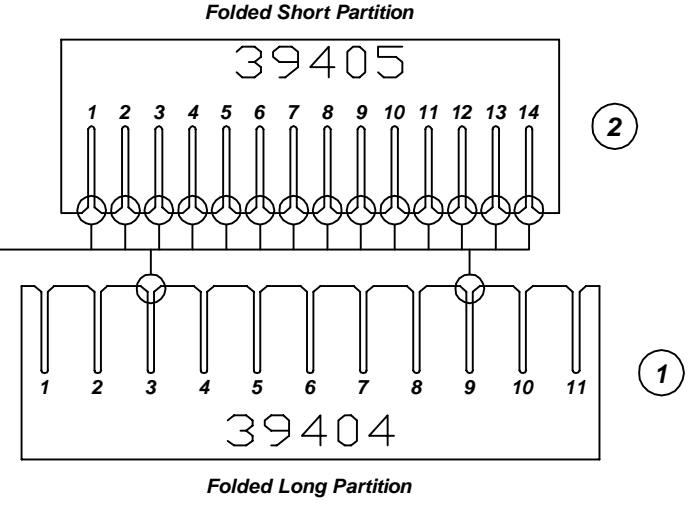 Folded Short Partition
39405
1 2 3 4 5 6 7 8 9 10 11 12 13 14
2
1 2 3 4 5 6 7 8 9 10 11
1
39404
Folded Long Partition